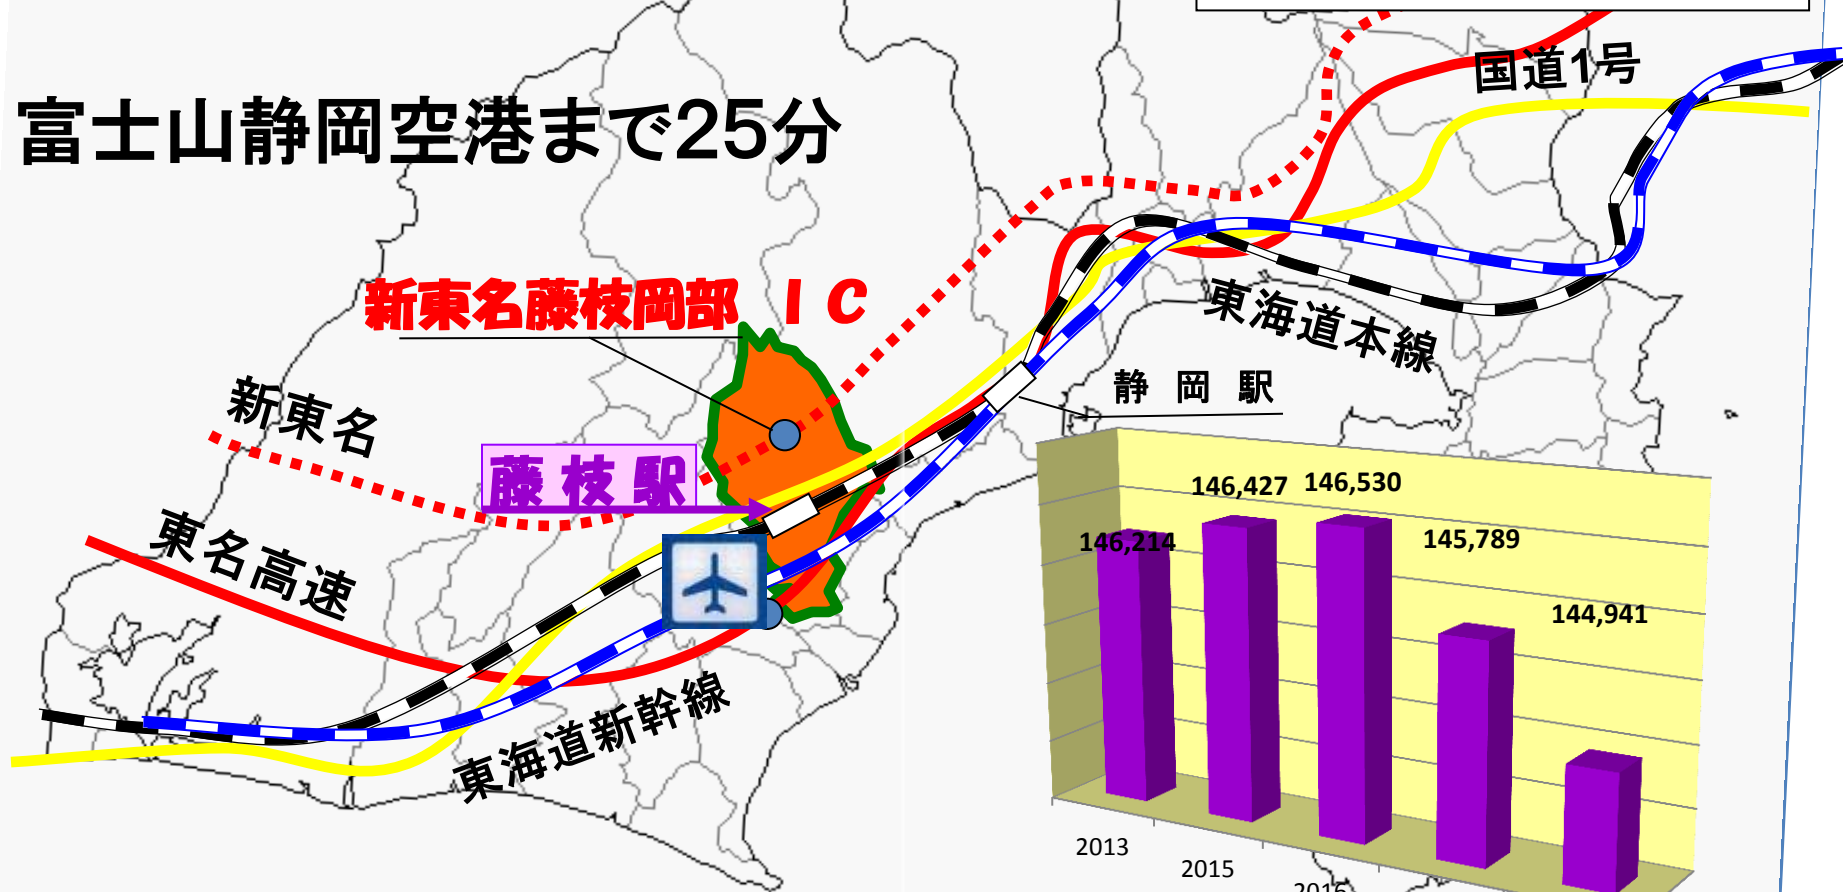 国道1号
富士山静岡空港まで25分
新東名藤枝岡部 IC
東海道本線
静岡駅
新東名
藤枝駅
東名高速
東海道新幹線
146,214
146,427
146,530
145,789
144,941
2013
2015